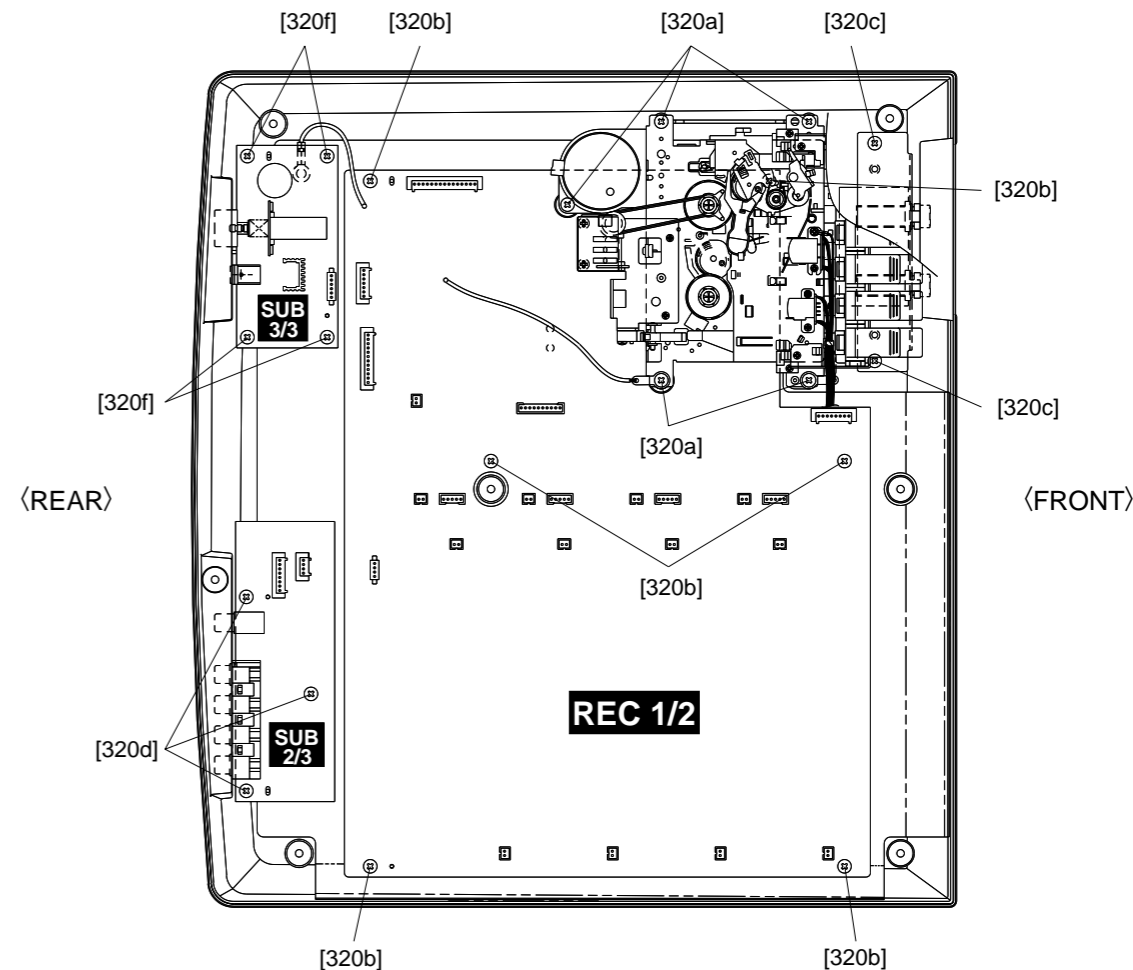 [320f]
[320b]
[320a]
[320c]
[320b]
SUB
3/3
[320f]
[320c]
[320a]
〈REAR〉
〈FRONT〉
[320b]
REC 1/2
[320d]
SUB
2/3
[320b]
[320b]